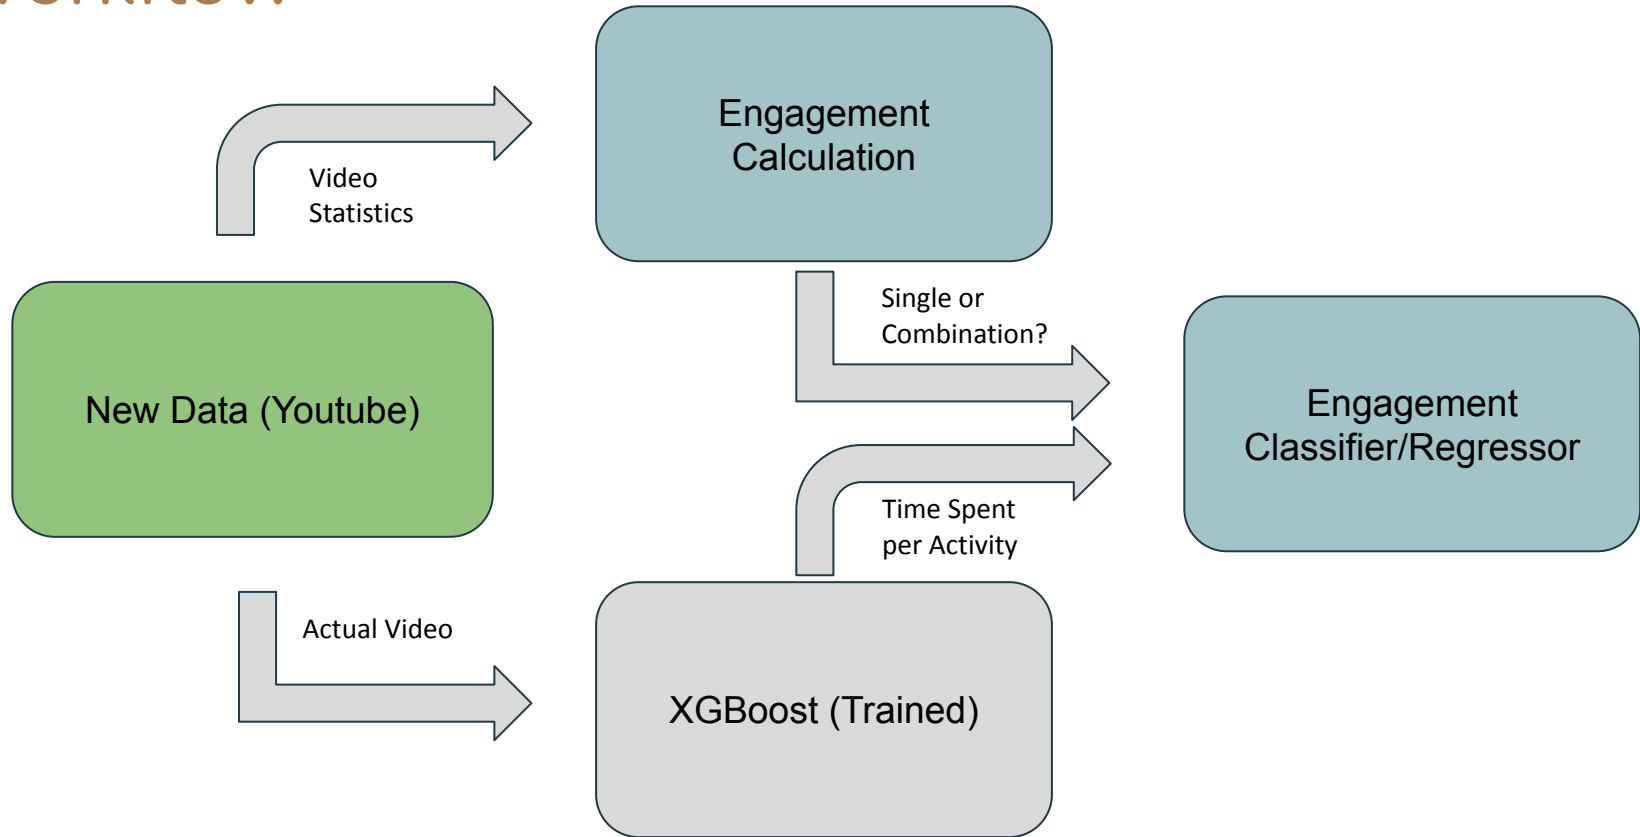 Workflow
Video
Statistics
Engagement
Calculation
Single or
Combination?
New Data (Youtube)
Engagement
Classifier/Regressor
Time Spent
per Activity
Actual Video
XGBoost (Trained)